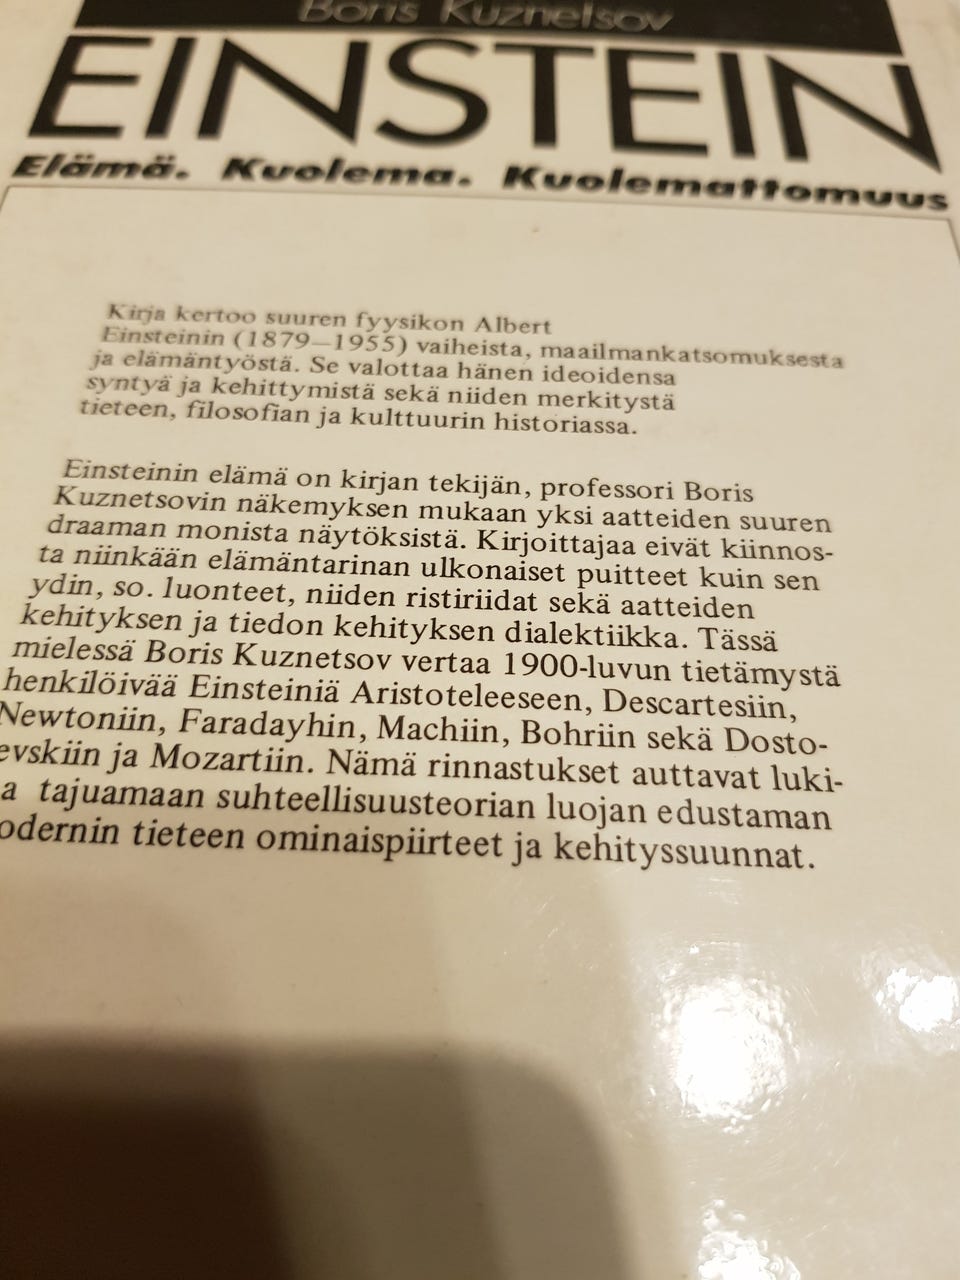 Boris Kuznetsov
EINSTEIN
Elämä. Kuolema. Kuolemattomuus
Kirja kertoo suuren fyysikon Albert
Einsteinin (1879—1955) vaiheista, maailmankatsomuksesta
ja elämäntyöstä. Se valottaa hänen ideoidensa
syntyä ja kehittymistä sekä niiden merkitystä
tieteen, filosofian ja kulttuurin historiassa.
Einsteinin elämä on kirjan tekijän, professori Boris
Kuznetsovin näkemyksen mukaan yksi aatteiden suuren
draaman monista näytöksistä. Kirjoittajaa eivät kiinnos-
ta niinkään elämäntarinan ulkonaiset puitteet kuin sen
ydin, so. luonteet, niiden ristiriidat sekä aatteiden
kehityksen ja tiedon kehityksen dialektiikka. Tässä
mielessä Boris Kuznetsov vertaa 1900-luvun tietämystä
henkilöivää Einsteiniä Aristoteleeseen, Descartesiin,
Newtoniin, Faradayhin, Machiin, Bohriin sekä Dosto-
evskiin ja Mozartiin. Nämä rinnastukset auttavat luki-
a tajuamaan suhteellisuusteorian luojan edustaman
odernin tieteen ominaispiirteet ja kehityssuunnat.